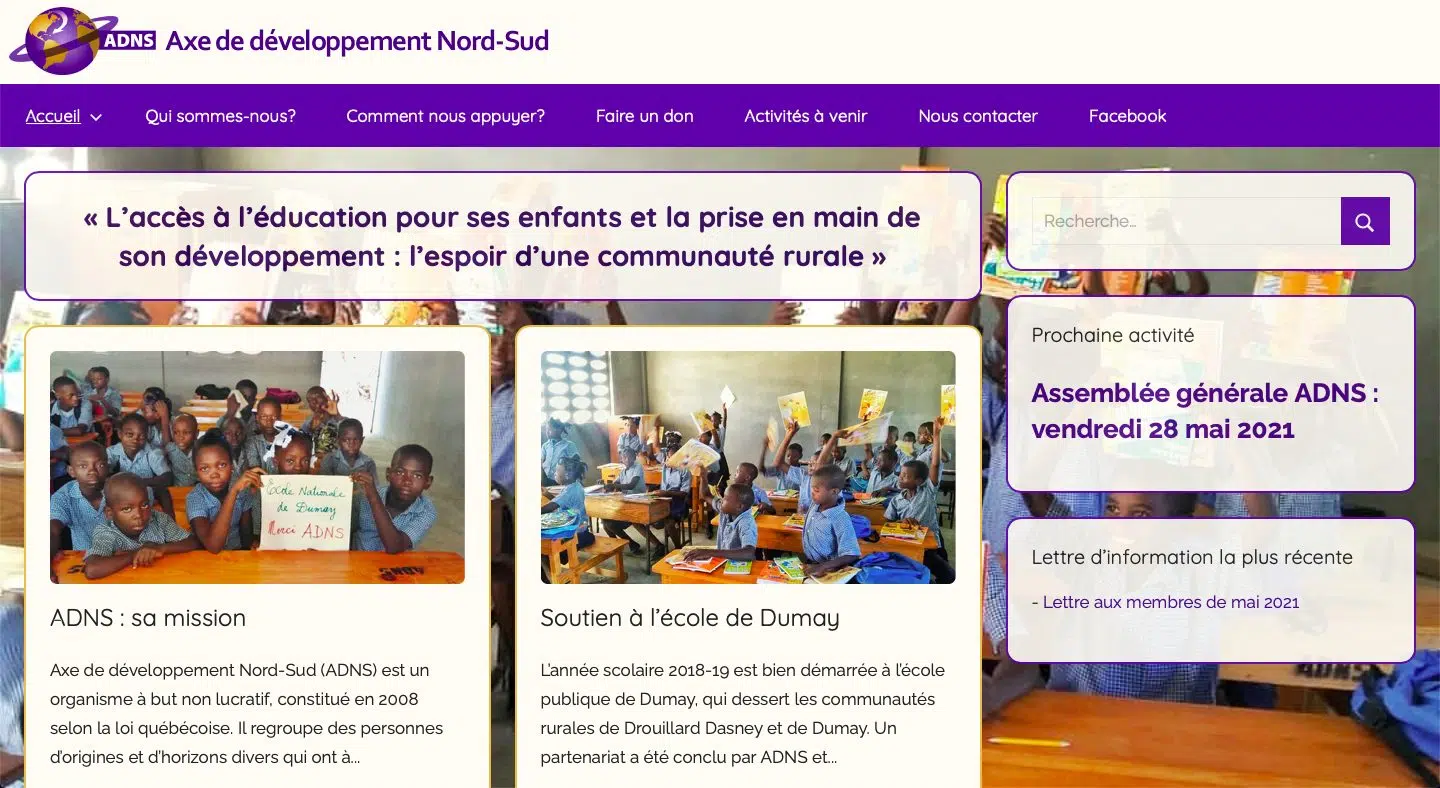 ADNS
Axe de développement Nord-Sud
Accueil
Qui sommes-nous?
Comment nous appuyer?
Faire un don
Activités à venir
Nous contacter
Facebook
« L’accès à l’éducation pour ses enfants et la prise en main de
son développement : l’espoir d’une communauté rurale »
École Nationale
de Dumay
Merci ADNS
ADNS : sa mission
Axe de développement Nord-Sud (ADNS) est un
organisme à but non lucratif, constitué en 2008
selon la loi québécoise. Il regroupe des personnes
d’origines et d’horizons divers qui ont à...
Soutien à l’école de Dumay
L’année scolaire 2018-19 est bien démarrée à l’école
publique de Dumay, qui dessert les communautés
rurales de Drouillard Dasney et de Dumay. Un
partenariat a été conclu par ADNS et...
Recherche…
Prochaine activité
Assemblée générale ADNS :
vendredi 28 mai 2021
Lettre d’information la plus récente
- Lettre aux membres de mai 2021